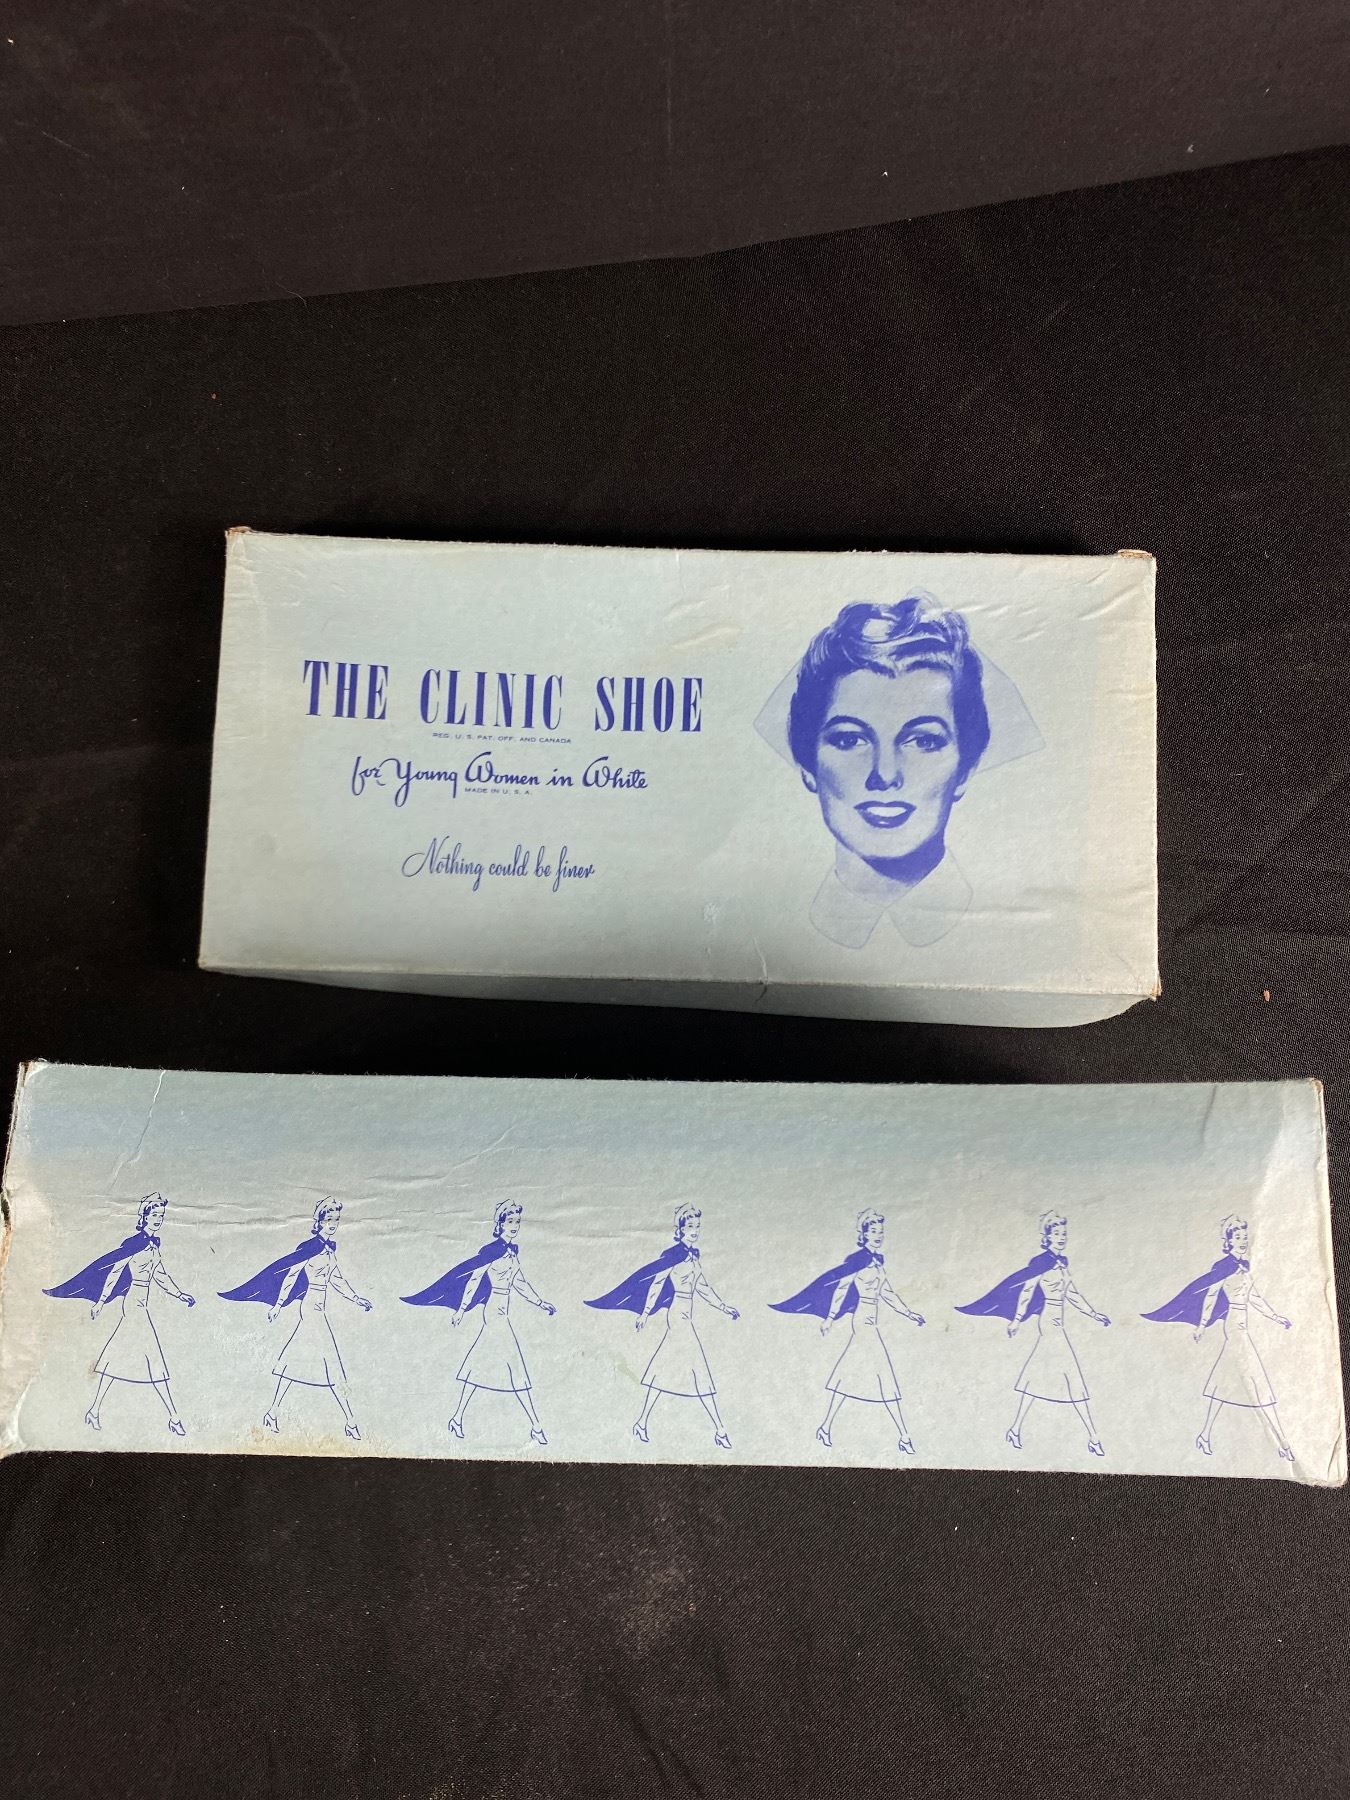 THE CLINIC SHOE
REG. U. S. PAT. OFF. AND CANADA
for Young Women in White
MADE IN U. S. A.
Nothing could be finer